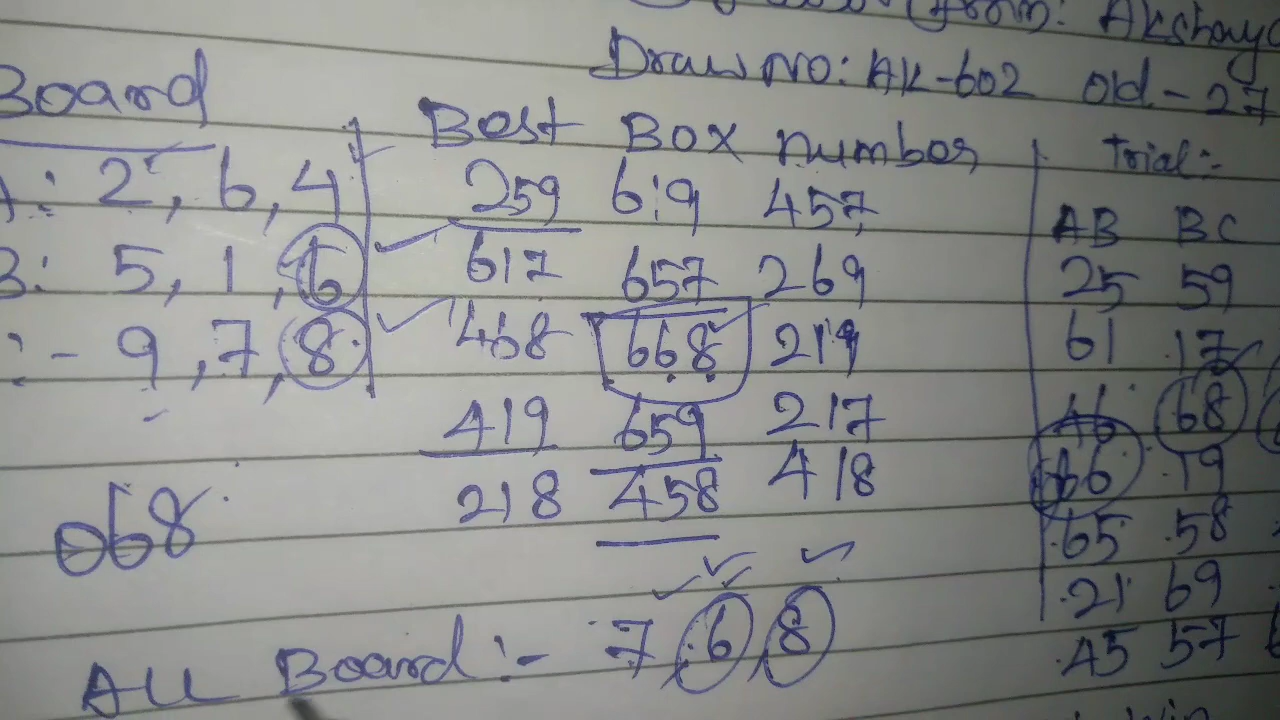 from: Akshaya
Draw no: AK-602 old-27
Board Best Box number Trial:-
A: 2, 6, 4 259 619 457 AB BC
B: 5, 1, 6 617 657 269 25 59
:- 9, 7, 8 468 668 219 61 17
419 659 217 46 68
218 458 418 66 19
068 65 58
21 69
All Board:- 7, 6, 8 45 57